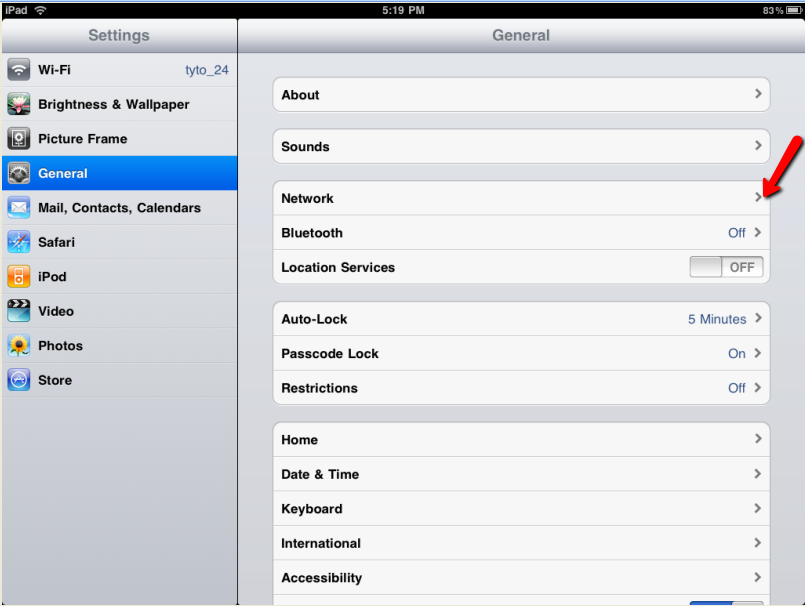 iPad 5:19 PM 83%
Settings
General
Wi-Fi tyto_24
Brightness & Wallpaper
Picture Frame
General
Mail, Contacts, Calendars
Safari
iPod
Video
Photos
Store
About
Sounds
Network
Bluetooth Off
Location Services OFF
Auto-Lock 5 Minutes
Passcode Lock On
Restrictions Off
Home
Date & Time
Keyboard
International
Accessibility